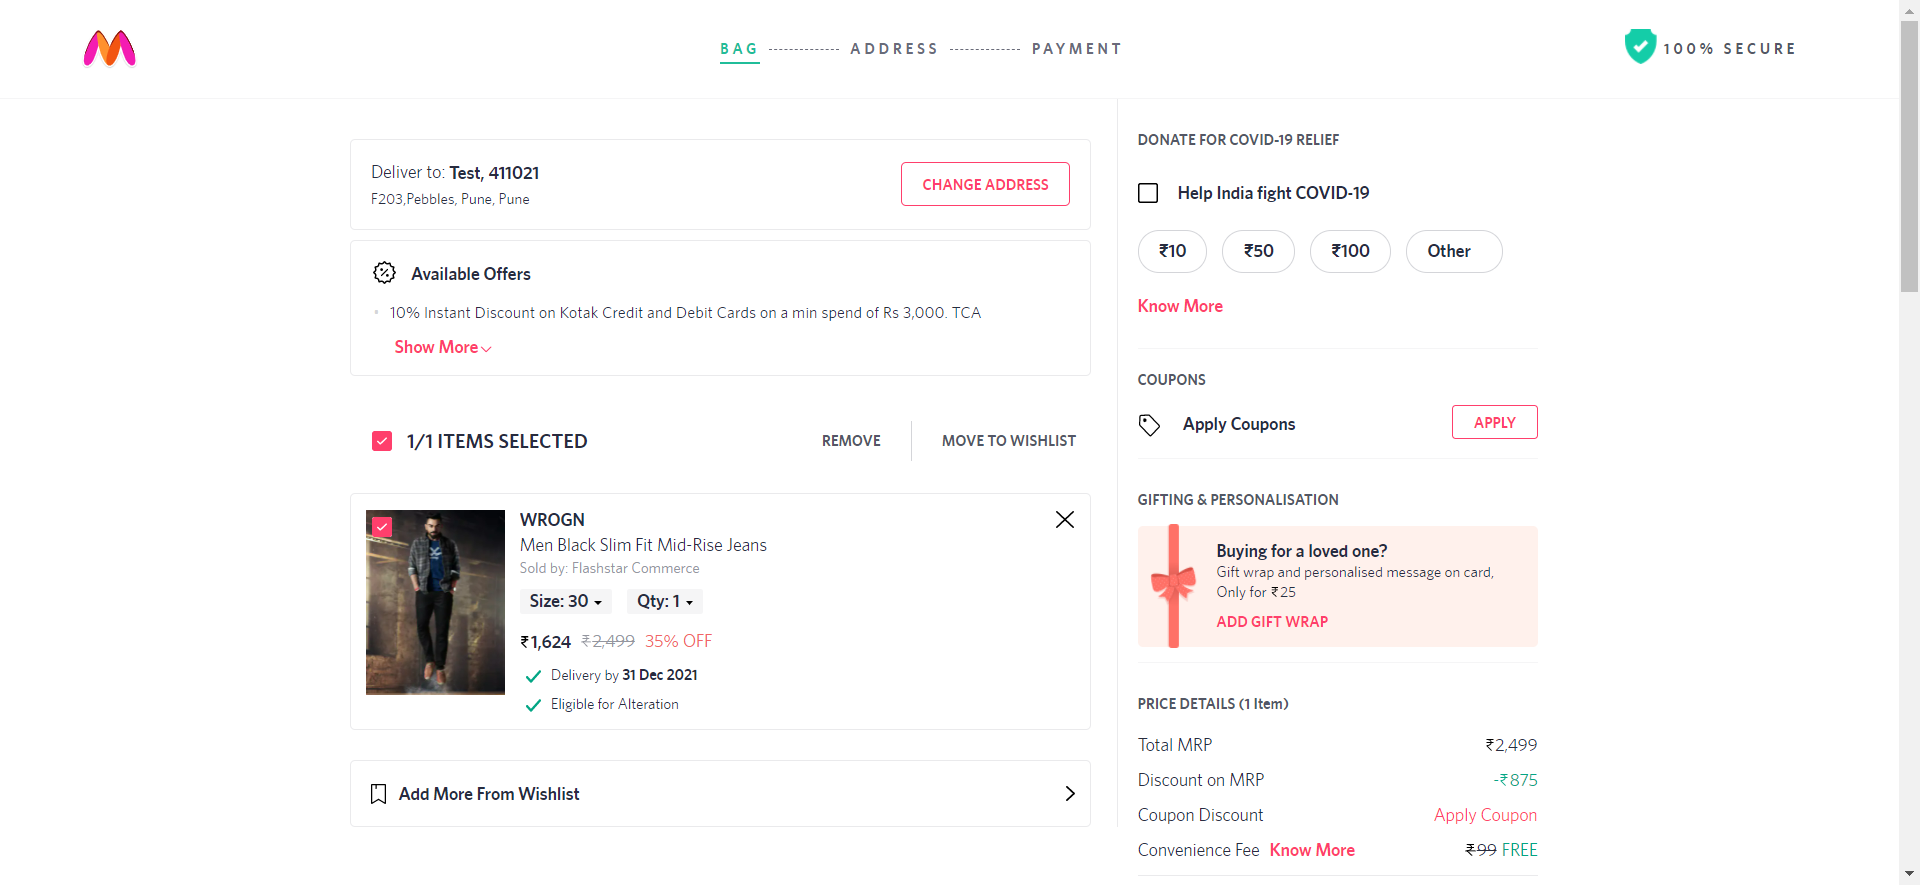 BAG ADDRESS PAYMENT
100% SECURE
Deliver to: Test, 411021
F203,Pebbles, Pune, Pune
CHANGE ADDRESS
Available Offers
10% Instant Discount on Kotak Credit and Debit Cards on a min spend of Rs 3,000. TCA
Show More
1/1 ITEMS SELECTED
REMOVE
MOVE TO WISHLIST
WROGN
Men Black Slim Fit Mid-Rise Jeans
Sold by: Flashstar Commerce
Size: 30 Qty: 1
₹1,624 ₹2,499 35% OFF
Delivery by 31 Dec 2021
Eligible for Alteration
Add More From Wishlist
DONATE FOR COVID-19 RELIEF
Help India fight COVID-19
₹10 ₹50 ₹100 Other
Know More
COUPONS
Apply Coupons APPLY
GIFTING & PERSONALISATION
Buying for a loved one?
Gift wrap and personalised message on card,
Only for ₹25
ADD GIFT WRAP
PRICE DETAILS (1 Item)
Total MRP ₹2,499
Discount on MRP -₹875
Coupon Discount Apply Coupon
Convenience Fee Know More ₹99 FREE